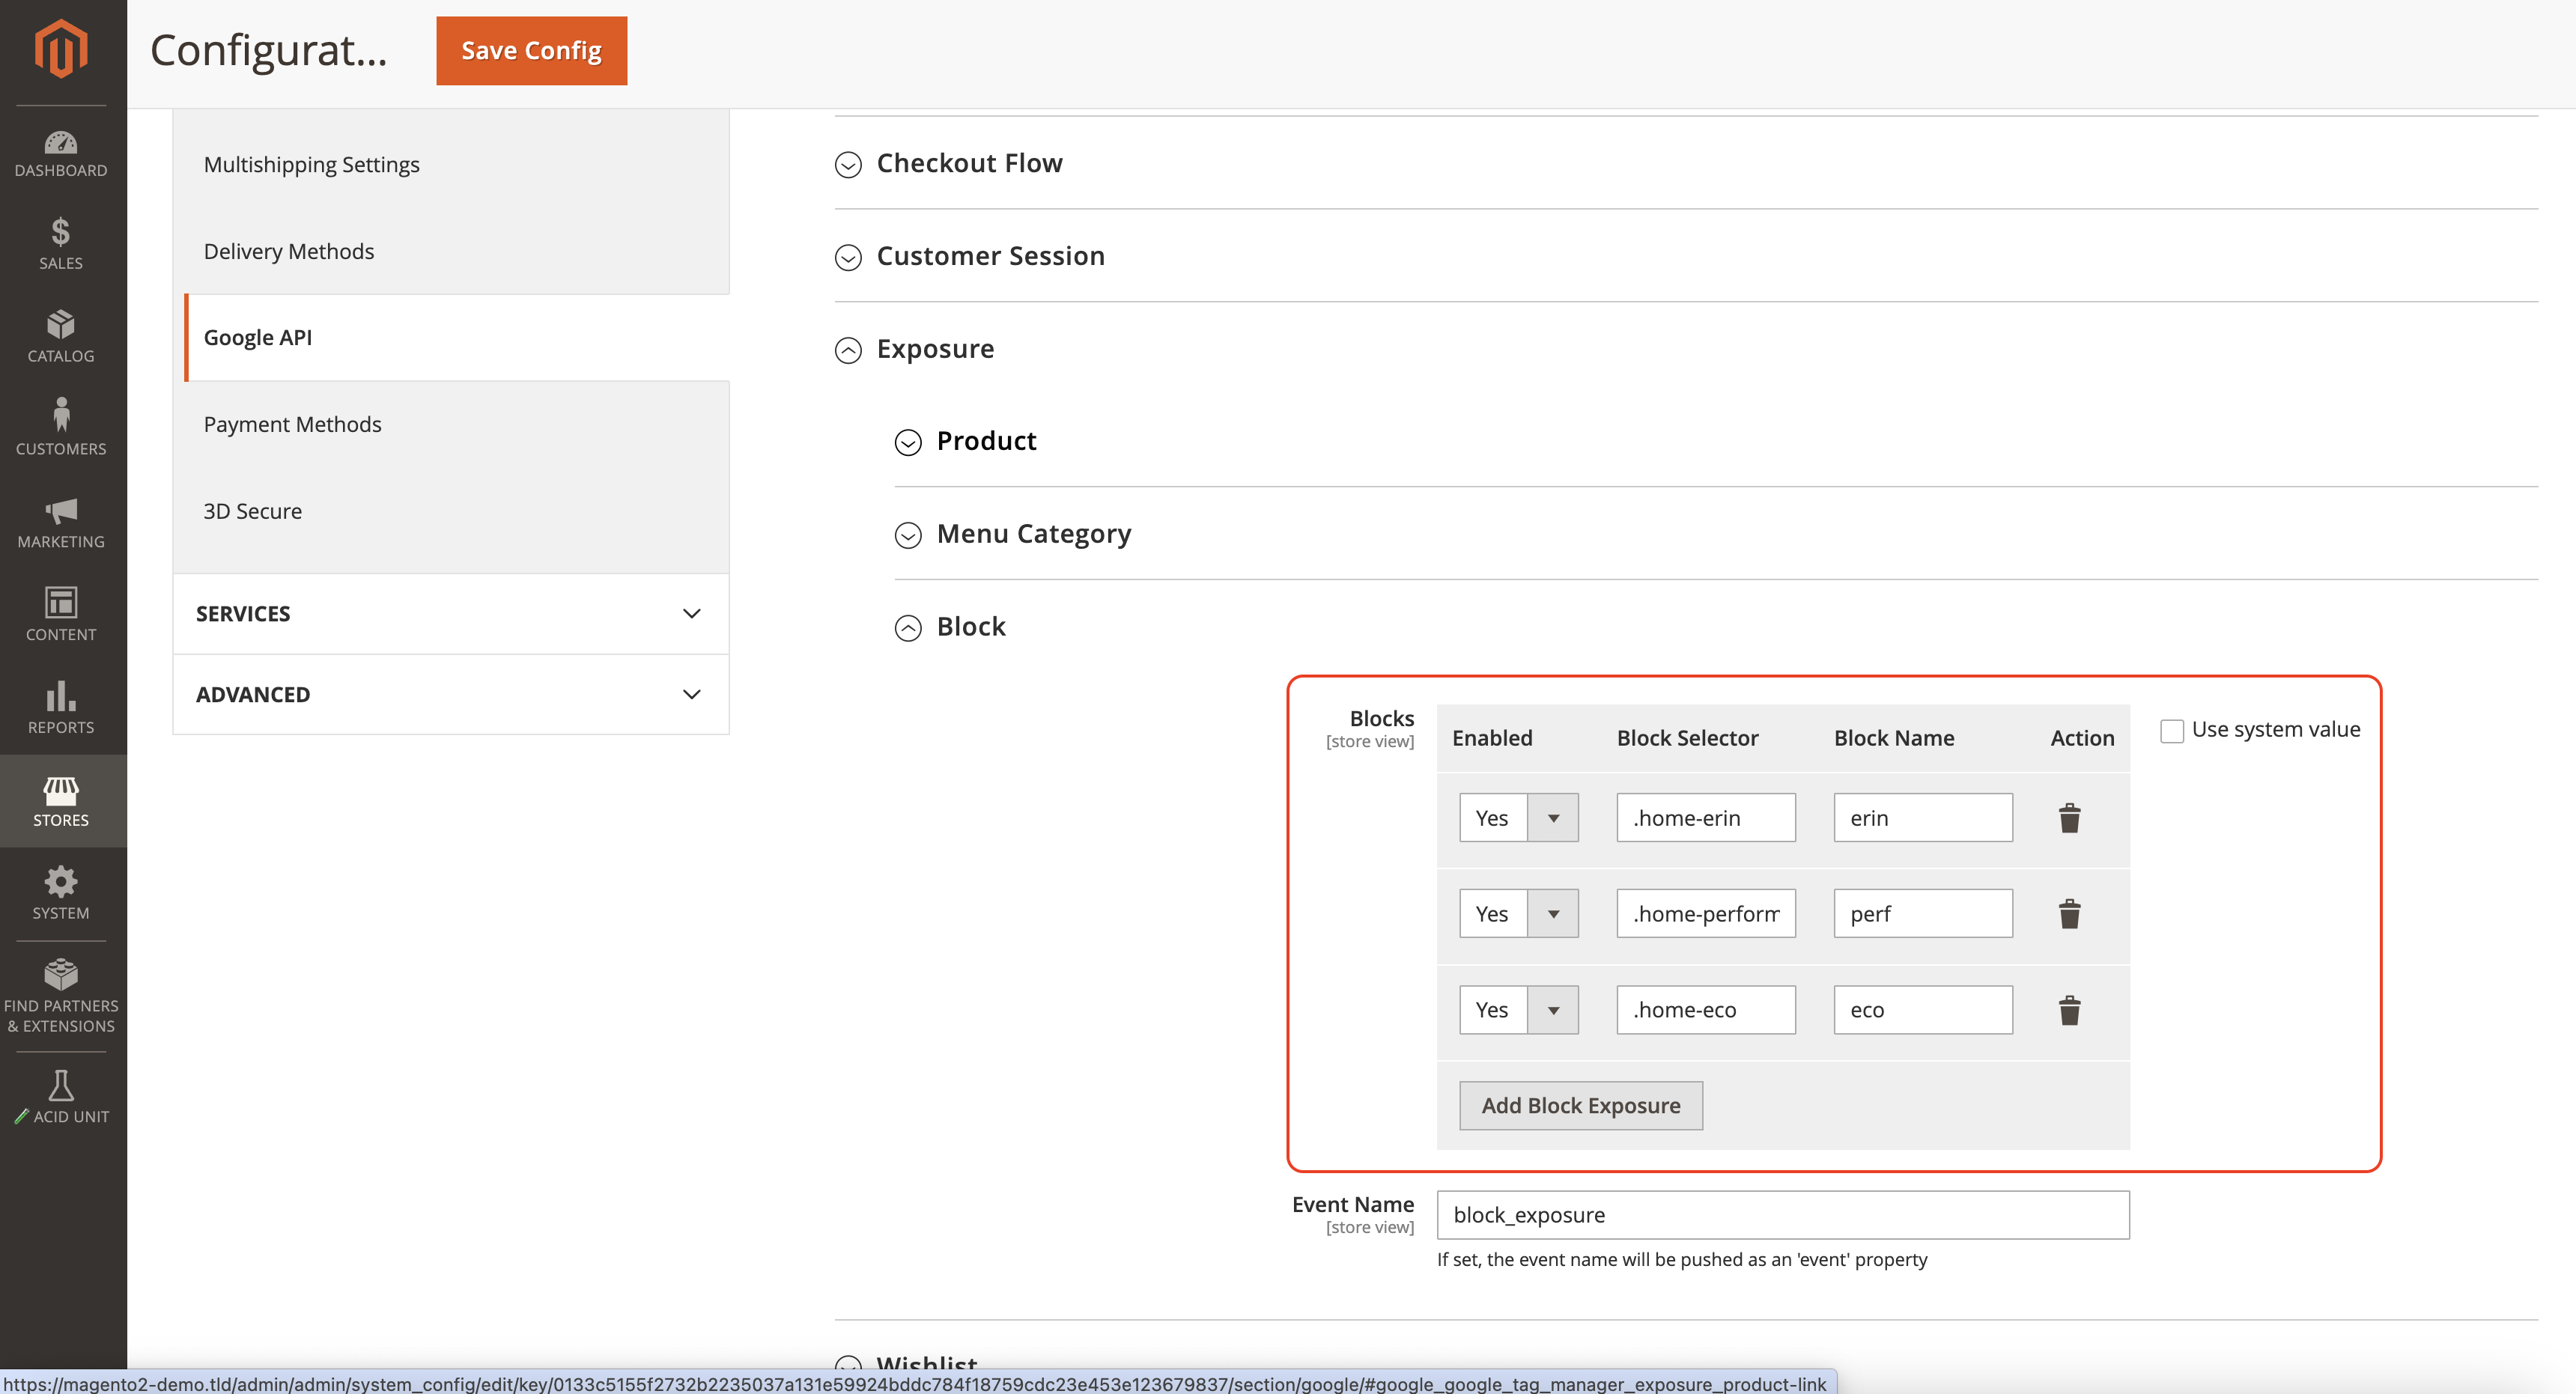 Configurat...
Save Config
DASHBOARD
SALES
CATALOG
CUSTOMERS
MARKETING
CONTENT
REPORTS
STORES
SYSTEM
FIND PARTNERS
& EXTENSIONS
ACID UNIT
Multishipping Settings
Delivery Methods
Google API
Payment Methods
3D Secure
SERVICES
ADVANCED
Checkout Flow
Customer Session
Exposure
Product
Menu Category
Block
Blocks
[store view]
Enabled Block Selector Block Name Action
Use system value
Yes .home-erin erin
Yes .home-perform perf
Yes .home-eco eco
Add Block Exposure
Event Name
[store view]
block_exposure
If set, the event name will be pushed as an 'event' property
Wishlist
https://magento2-demo.tld/admin/admin/system_config/edit/key/0133c5155f2732b2235037a131e59924bddc784f18759cdc23e453e123679837/section/google/#google_google_tag_manager_exposure_product-link